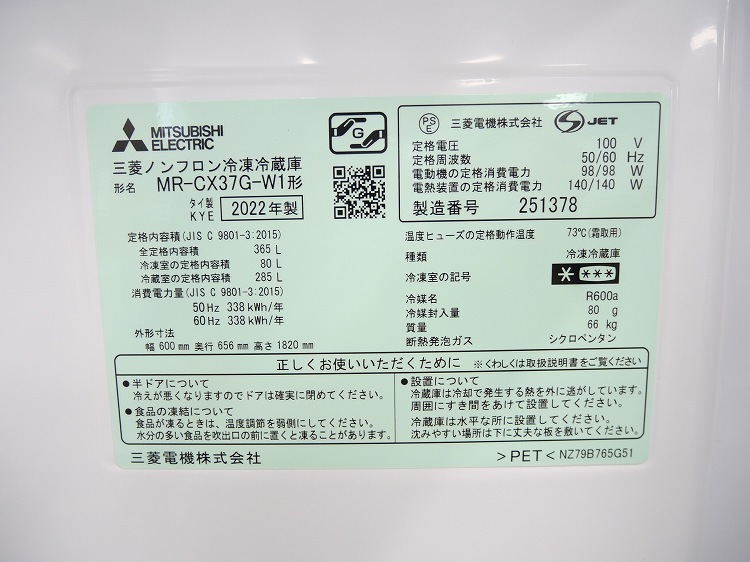 MITSUBISHI
ELECTRIC
G
三菱ノンフロン冷凍冷蔵庫
形名 MR-CX37G-W1形
タイ製
KYE 2022年製
定格内容積(JIS C 9801-3:2015)
全定格内容積 365 L
冷凍室の定格内容積 80 L
冷蔵室の定格内容積 285 L
消費電力量(JIS C 9801-3:2015)
50Hz 338kWh/年
60Hz 338kWh/年
外形寸法
幅 600mm 奥行 656mm 高さ 1820mm
PS
E
三菱電機株式会社 S JET
定格電圧 100 V
定格周波数 50/60 Hz
電動機の定格消費電力 98/98 W
電熱装置の定格消費電力 140/140 W
製造番号 251378
温度ヒューズの定格動作温度 73℃(霜取用)
種類 冷凍冷蔵庫
冷凍室の記号 * ***
冷媒名 R600a
冷媒封入量 80 g
質量 66 kg
断熱発泡ガス シクロペンタン
正しくお使いいただくために ※くわしくは取扱説明書をご覧ください
●半ドアについて
冷えが悪くなりますのでドアは確実に閉めてください。
●食品の凍結について
食品が凍るときは、温度調節を弱側にしてください。
水分の多い食品を吹出口の前に置くと凍ることがあります。
●設置について
冷蔵庫は冷却で発生する熱を外に逃がしています。
周囲にすき間をあけて設置してください。
冷蔵庫は水平な所に設置してください。
沈みやすい場所は下に丈夫な板を敷いてください。
三菱電機株式会社
>PET< NZ79B765G51